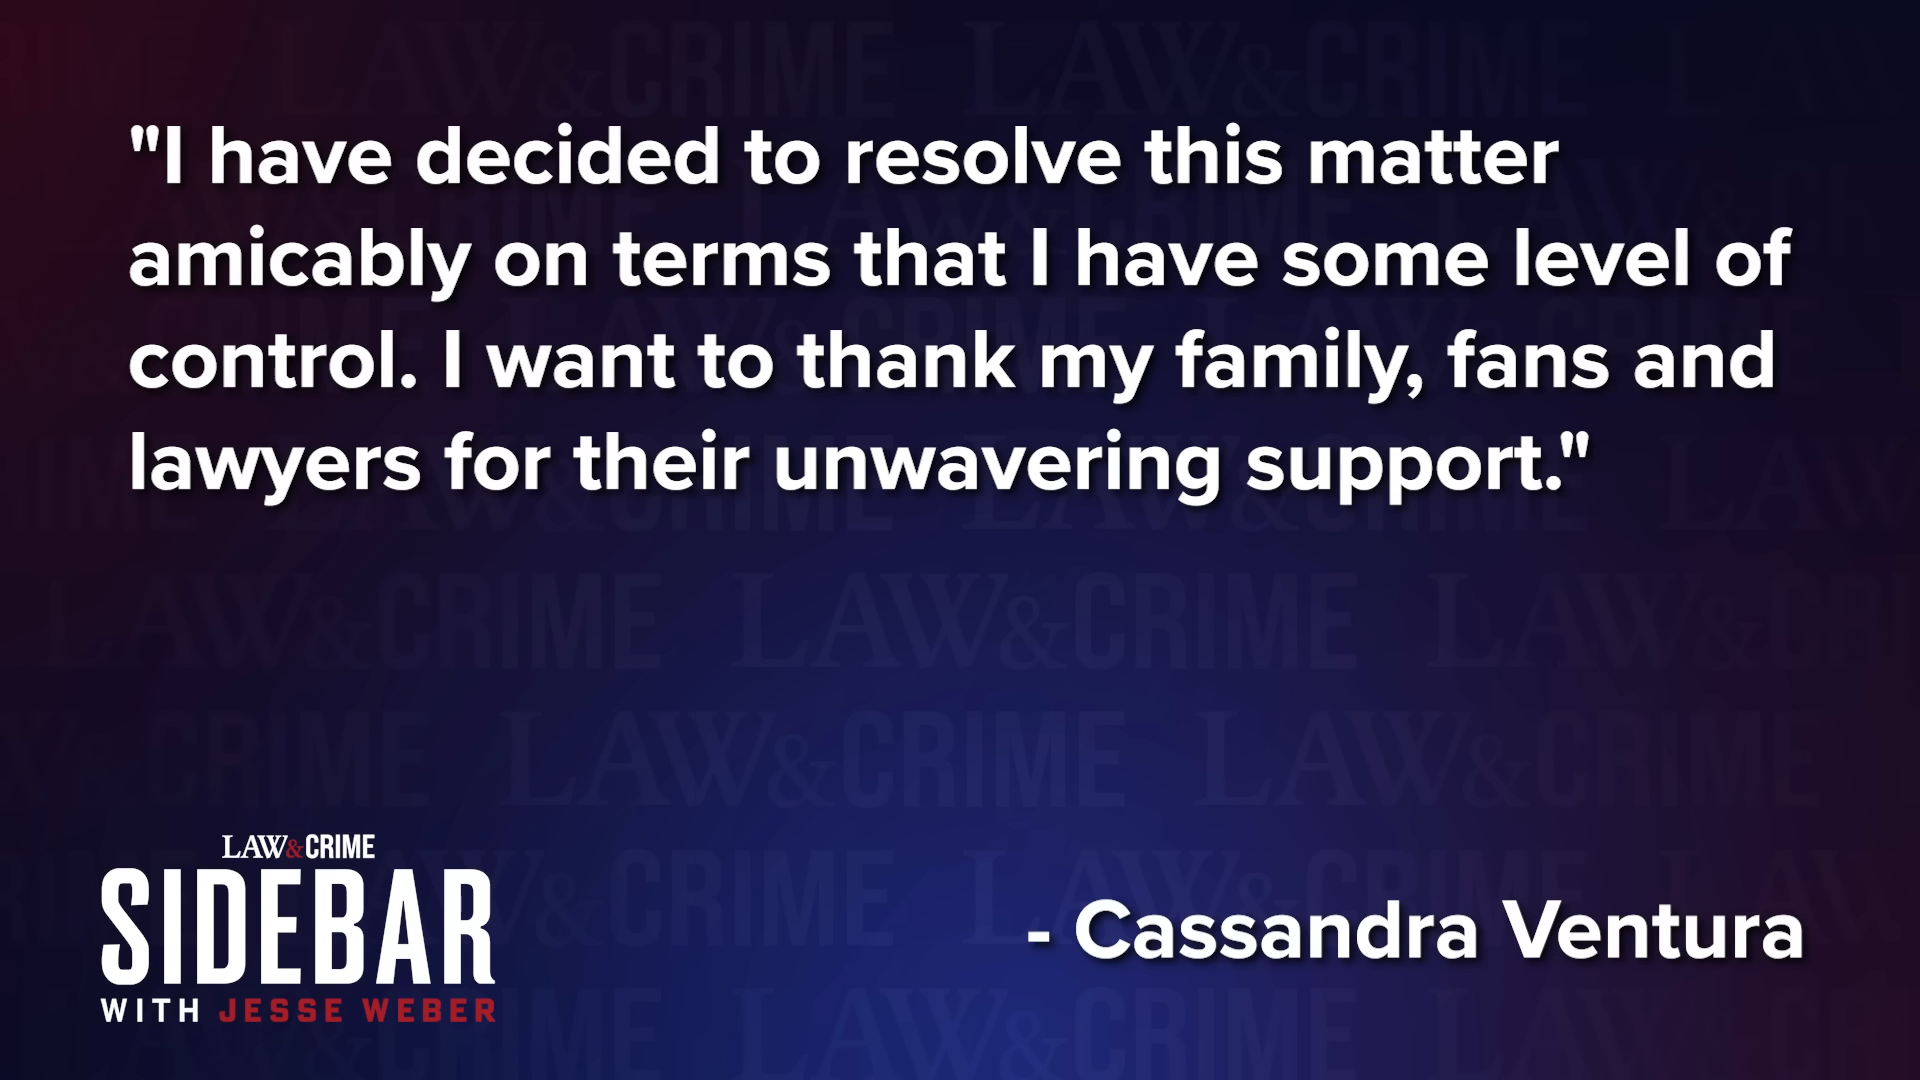 "I have decided to resolve this matter
amicably on terms that I have some level of
control. I want to thank my family, fans and
lawyers for their unwavering support."
LAW&CRIME
SIDEBAR
WITH JESSE WEBER
- Cassandra Ventura